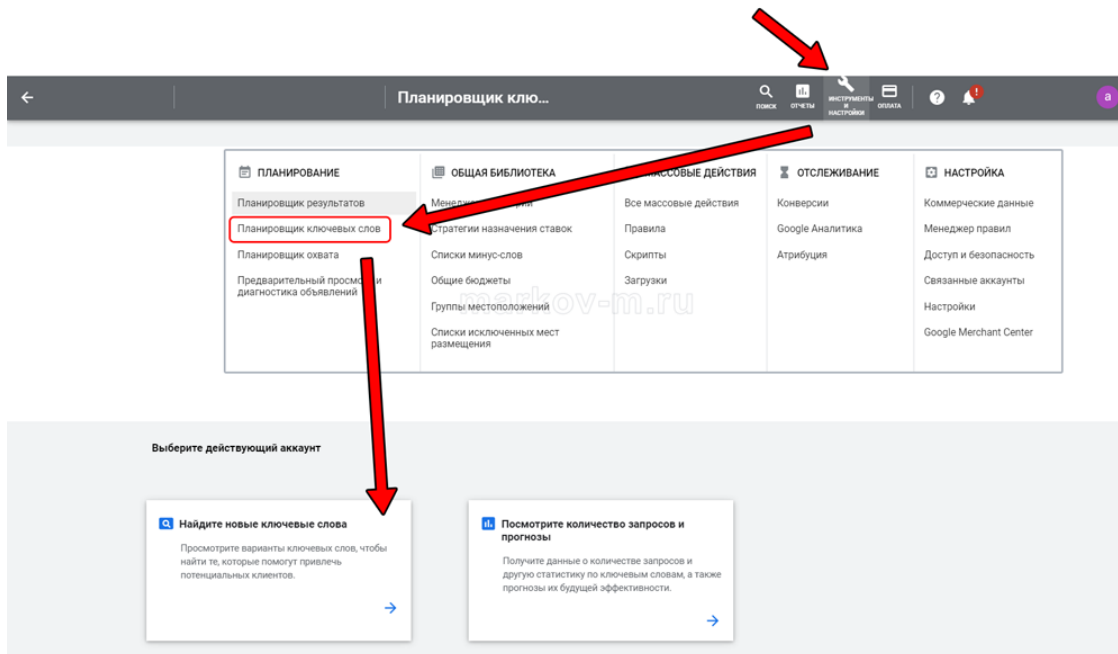 Планировщик клю...
ПОИСК
ОТЧЕТЫ
ИНСТРУМЕНТЫ
И
НАСТРОЙКИ
ОПЛАТА
?
!
a
ПЛАНИРОВАНИЕ
Планировщик результатов
Планировщик ключевых слов
Планировщик охвата
Предварительный просмотр и
диагностика объявлений
ОБЩАЯ БИБЛИОТЕКА
Стратегии назначения ставок
Списки минус-слов
Общие бюджеты
Группы местоположений
Списки исключенных мест
размещения
МАССОВЫЕ ДЕЙСТВИЯ
Все массовые действия
Правила
Скрипты
Загрузки
ОТСЛЕЖИВАНИЕ
Конверсии
Google Аналитика
Атрибуция
НАСТРОЙКА
Коммерческие данные
Менеджер правил
Доступ и безопасность
Связанные аккаунты
Настройки
Google Merchant Center
markov-m.ru
Выберите действующий аккаунт
Найдите новые ключевые слова
Просмотрите варианты ключевых слов, чтобы
найти те, которые помогут привлечь
потенциальных клиентов.
Посмотрите количество запросов и
прогнозы
Получите данные о количестве запросов и
другую статистику по ключевым словам, а также
прогнозы их будущей эффективности.